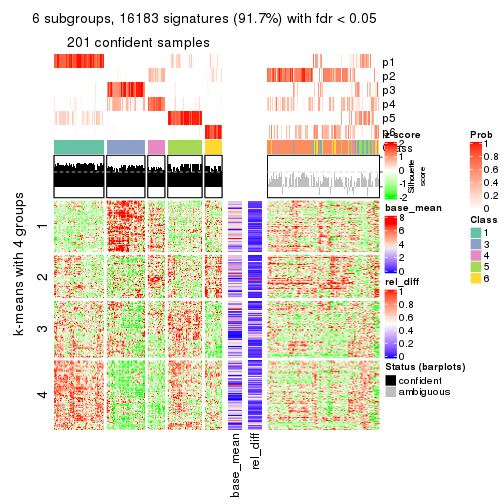 6 subgroups, 16183 signatures (91.7%) with fdr < 0.05
201 confident samples
p1
p2
p3
p4
p5
p6
Class
Silhouette
score
k-means with 4 groups
1
2
3
4
base_mean
rel_diff
z-score
2
1
0
-1
-2
base_mean
8
6
4
2
0
rel_diff
1
0.8
0.6
0.4
0.2
0
Status (barplots)
confident
ambiguous
Prob
1
0.8
0.6
0.4
0.2
0
Class
1
3
4
5
6